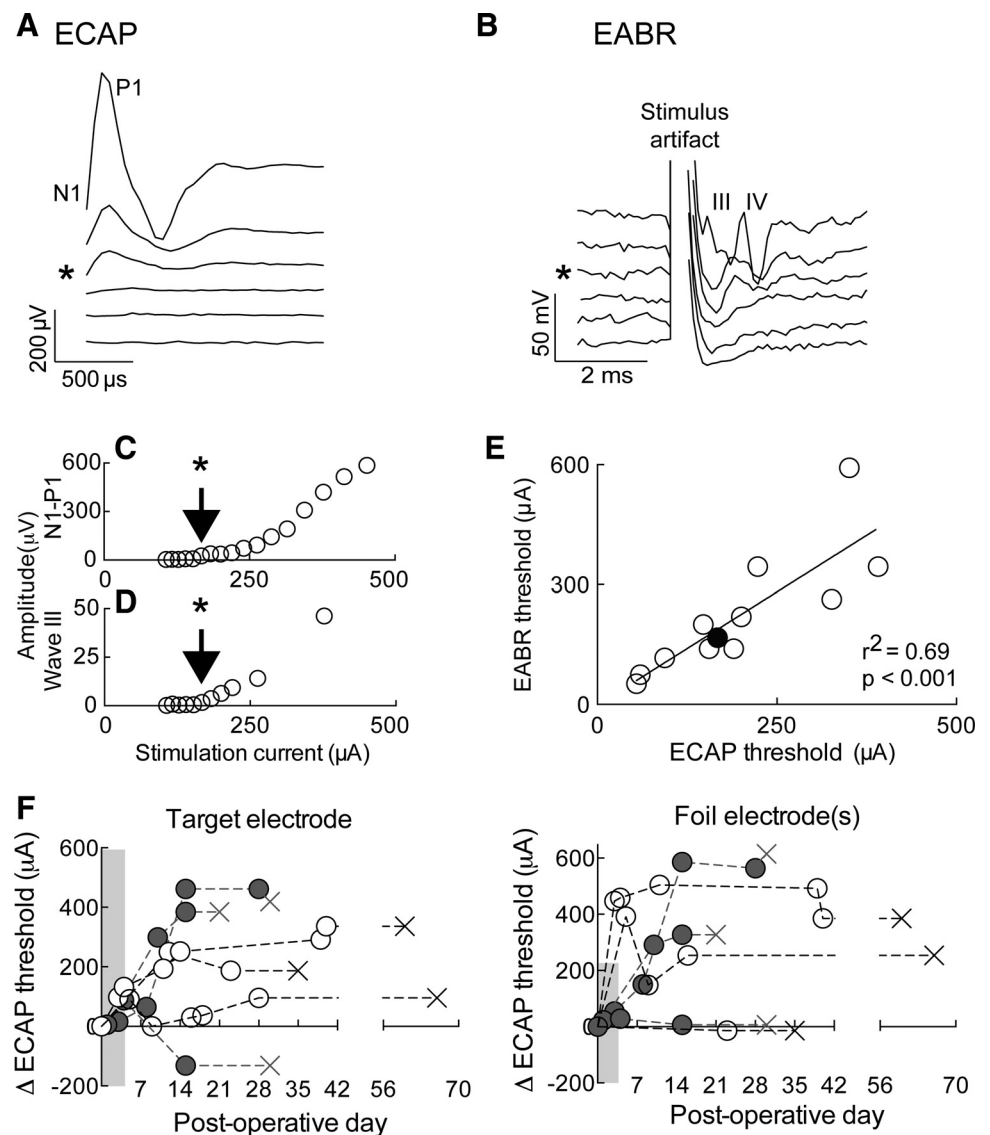 A ECAP
P1
N1
*
200 µV
500 µs
B EABR
Stimulus
artifact
III IV
*
50 mV
2 ms
C
*
600
300
0
0 250 500
Amplitude(µV)
N1-P1
D
*
50
25
0
0 250 500
Wave III
Stimulation current (µA)
E
600
300
0
0 250 500
EABR threshold (µA)
r2 = 0.69
p < 0.001
ECAP threshold (µA)
F
Target electrode
600
400
200
0
-200
7 14 21 28 35 42 56 70
Δ ECAP threshold (µA)
Post-operative day
Foil electrode(s)
600
400
200
0
-200
7 14 21 28 35 42 56 70
Δ ECAP threshold (µA)
Post-operative day